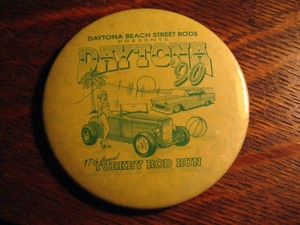 DAYTONA BEACH STREET RODS
PRESENTS
DAYTONA
90
17th Annual
TURKEY ROD RUN